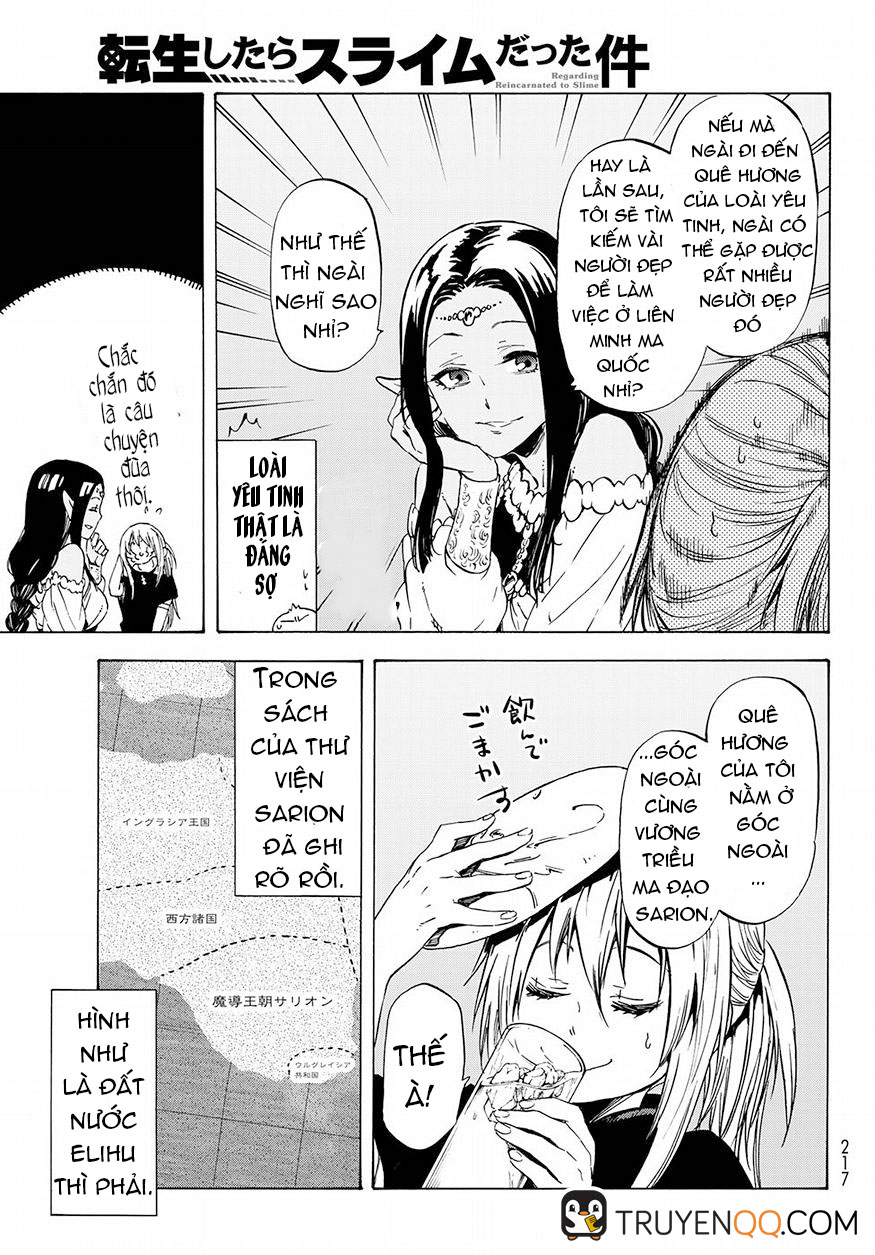 転生したらスライムだった件
Regarding
Reincarnated to Slime
NẾU MÀ
NGÀI ĐI ĐẾN
QUÊ HƯƠNG
CỦA LOÀI YÊU
TINH, NGÀI CÓ
THỂ GẶP ĐƯỢC
RẤT NHIỀU
NGƯỜI ĐẸP
ĐÓ
HAY LÀ
LẦN SAU,
TÔI SẼ TÌM
KIẾM VÀI
NGƯỜI ĐẸP
ĐỂ LÀM
VIỆC Ở LIÊN
MINH MA
QUỐC
NHỈ?
NHƯ THẾ
THÌ NGÀI
NGHĨ SAO
NHỈ?
LOÀI
YÊU TINH
THẬT LÀ
ĐÁNG
SỢ
Chắc
chắn đó
là câu
chuyện
đùa
thôi.
QUÊ
HƯƠNG
CỦA TÔI
NẰM Ở
GÓC
NGOÀI
...
...GÓC
NGOÀI
CÙNG
VƯƠNG
TRIỀU
MA ĐẠO
SARION.
飲んで
ごまかす
THẾ
À!
TRONG
SÁCH
CỦA THƯ
VIỆN
SARION
ĐÃ GHI
RÕ RỒI.
イングラシア王国
西方諸国
魔導王朝サリオン
ウルグレイシア
共和国
HÌNH
NHƯ
LÀ ĐẤT
NƯỚC
ELIHU
THÌ PHẢI.
217
TRUYENQQ.COM